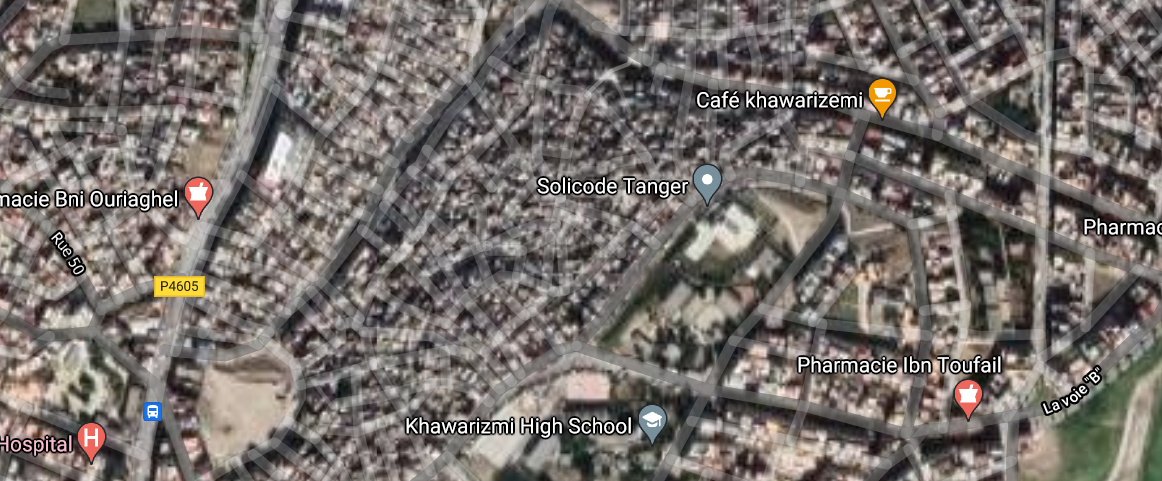 Café khawarizemi
Solicode Tanger
macie Bni Ouriaghel
Pharmac
Rue 50
P4605
Pharmacie Ibn Toufail
La voie "B"
Khawarizmi High School
Hospital
H